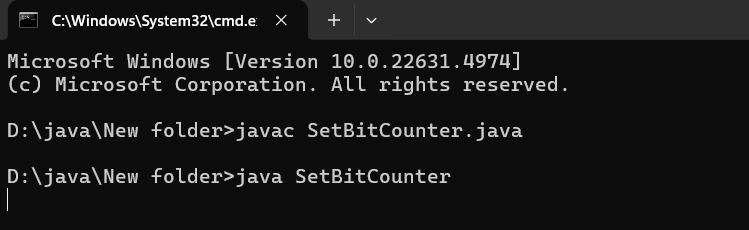 C:\Windows\System32\cmd.e
Microsoft Windows [Version 10.0.22631.4974]
(c) Microsoft Corporation. All rights reserved.
D:\java\New folder>javac SetBitCounter.java
D:\java\New folder>java SetBitCounter